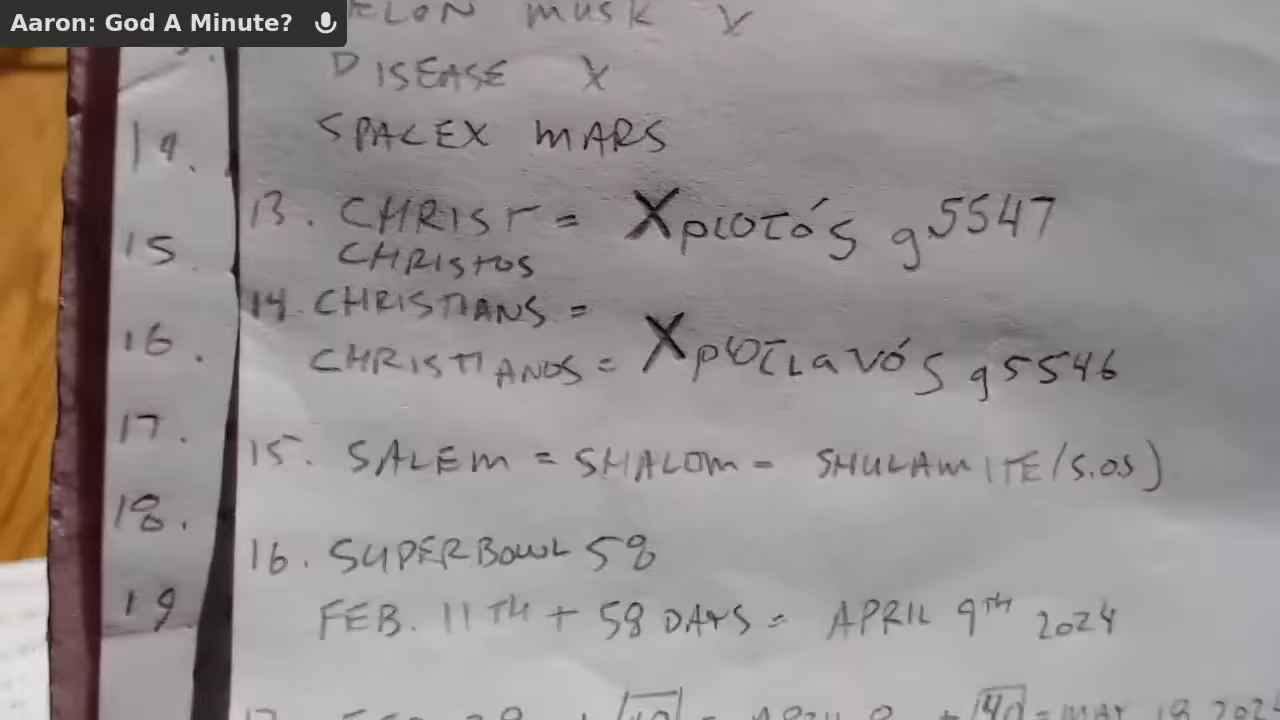 Aaron: God A Minute?
ELON MUSK X
DISEASE X
SPACEX MARS
13. CHRIST = Χριστός g5547
CHRISTOS
14. CHRISTIANS =
CHRISTIANOS = Χριστιανός g5546
15. SALEM = SHALOM = SHULAMITE/S.O.S)
16. SUPERBOWL 58
FEB. 11TH + 58 DAYS = APRIL 9TH 2024
14.
15.
16.
17.
18.
19